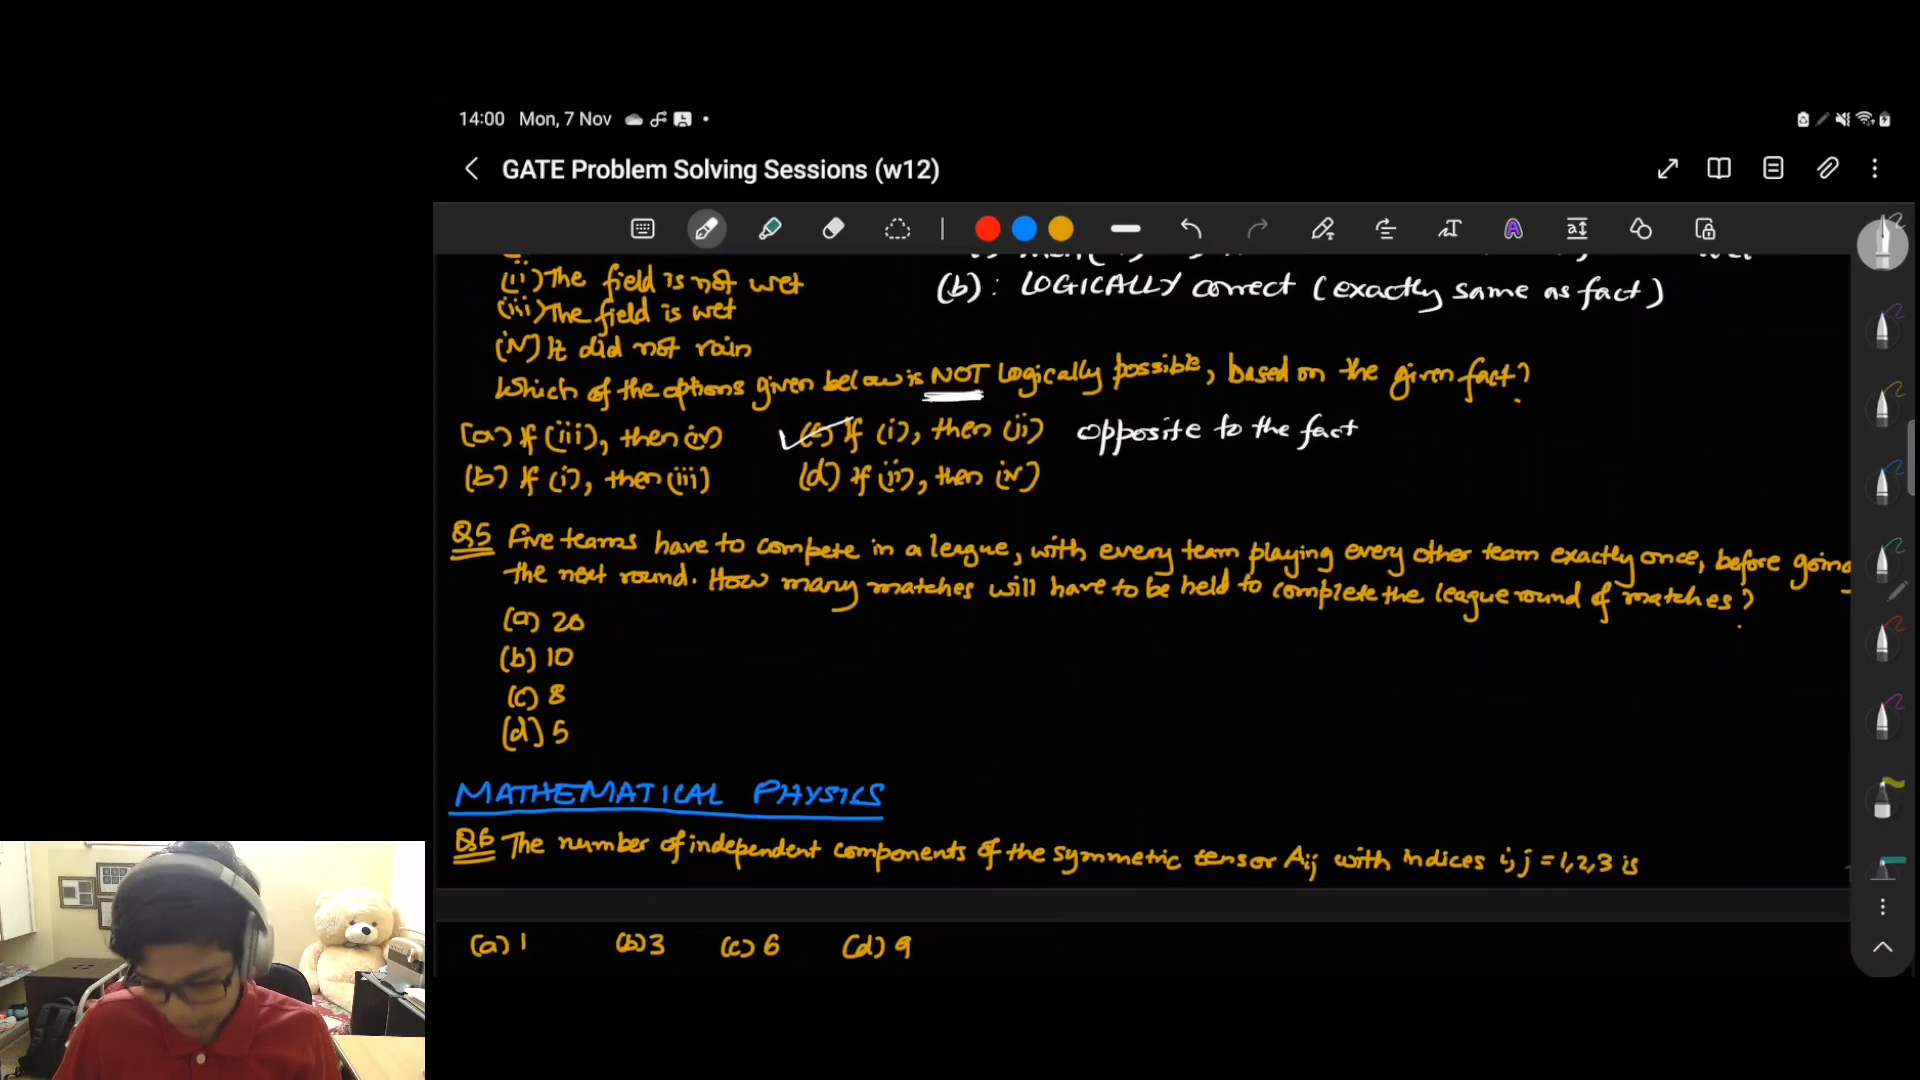 14:00 Mon, 7 Nov
GATE Problem Solving Sessions (w12)
(ii) The field is not wet
(b) : LOGICALLY correct (exactly same as fact)
(iii) The field is wet
(iv) It did not rain
Which of the options given below is NOT logically possible, based on the given fact?
(a) If (iii), then (iv) (c) If (i), then (ii) opposite to the fact
(b) If (i), then (iii) (d) If (ii), then (iv)
Q5 Five teams have to compete in a league, with every team playing every other team exactly once, before going
the next round. How many matches will have to be held to complete the league round of matches?
(a) 20
(b) 10
(c) 8
(d) 5
MATHEMATICAL PHYSICS
Q6 The number of independent components of the symmetric tensor Aij with indices i,j = 1,2,3 is
(a) 1 (b) 3 (c) 6 (d) 9